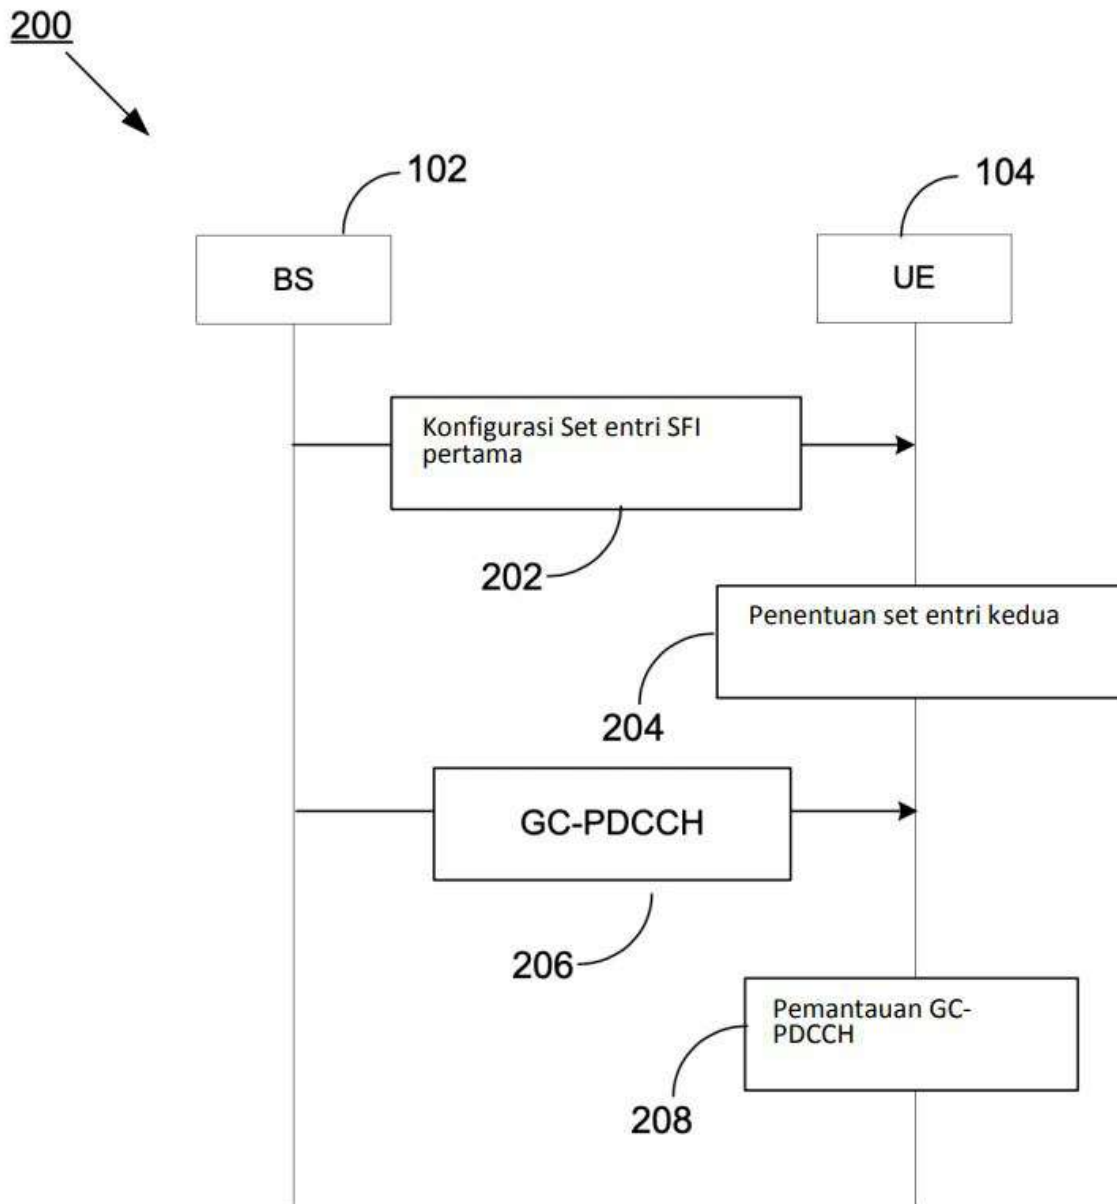 200
102
104
BS
UE
Konfigurasi Set entri SFI
pertama
202
Penentuan set entri kedua
204
GC-PDCCH
206
Pemantauan GC-
PDCCH
208